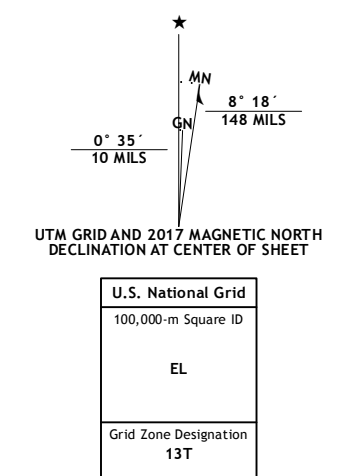 ★
MN
8° 18´
148 MILS
GN
0° 35´
10 MILS
UTM GRID AND 2017 MAGNETIC NORTH
DECLINATION AT CENTER OF SHEET
U.S. National Grid
100,000-m Square ID
EL
Grid Zone Designation
13T